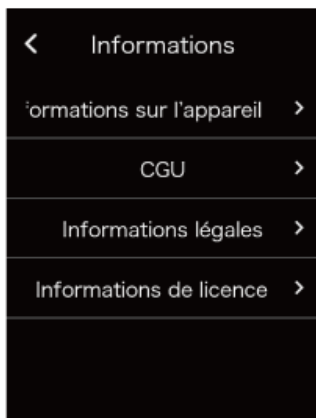 Informations
formations sur l'appareil
CGU
Informations légales
Informations de licence